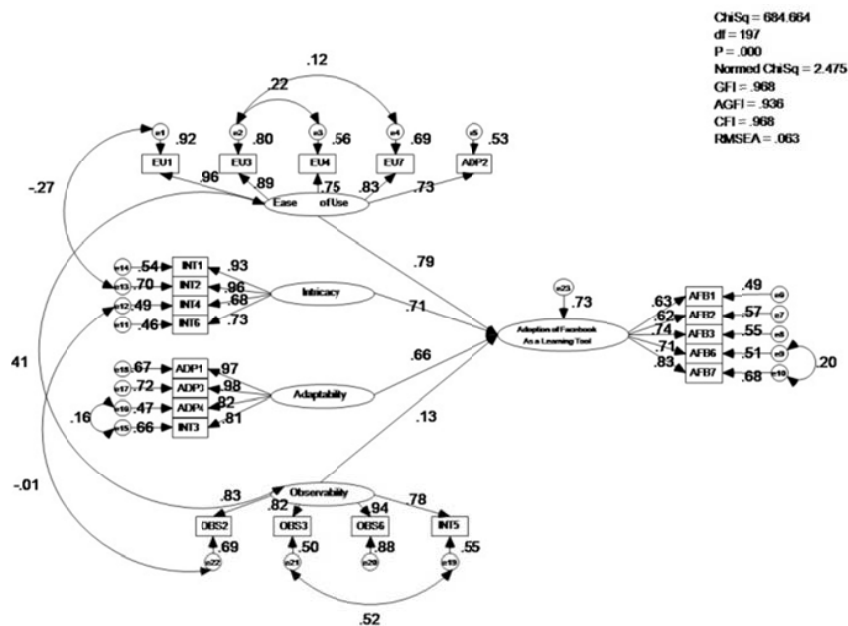 ChiSq = 684.664
df = 197
P = .000
Normed ChiSq = 2.475
GFI = .968
AGFI = .936
CFI = .968
RMSEA = .063
.12
.22
e1 .92
e2 .80
e3 .56
e4 .69
e5 .53
EU1
EU3
EU4
EU7
ADP2
.96
.89
.75
.83
.73
Ease of Use
-.27
.79
e14 .54 INT1 .93
e13 .70 INT2 .96
e12 .49 INT4 .68
e11 .46 INT6 .73
Intricacy
.71
e23
.73
Adoption of Facebook
As a Learning Tool
.63 AFB1 .49 e6
.62 AFB2 .57 e7
.74 AFB3 .55 e8
.71 AFB6 .51 e9
.83 AFB7 .68 e10
.20
41
.66
e18 .67 ADP1 .97
e17 .72 ADP3 .98
e16 .47 ADP4 .82
e15 .66 INT3 .81
.16
Adaptability
.13
-.01
Observability
.83
.82
.94
.78
OBS2
OBS3
OBS6
INT5
.69
.50
.88
.55
e22
e21
e20
e19
.52